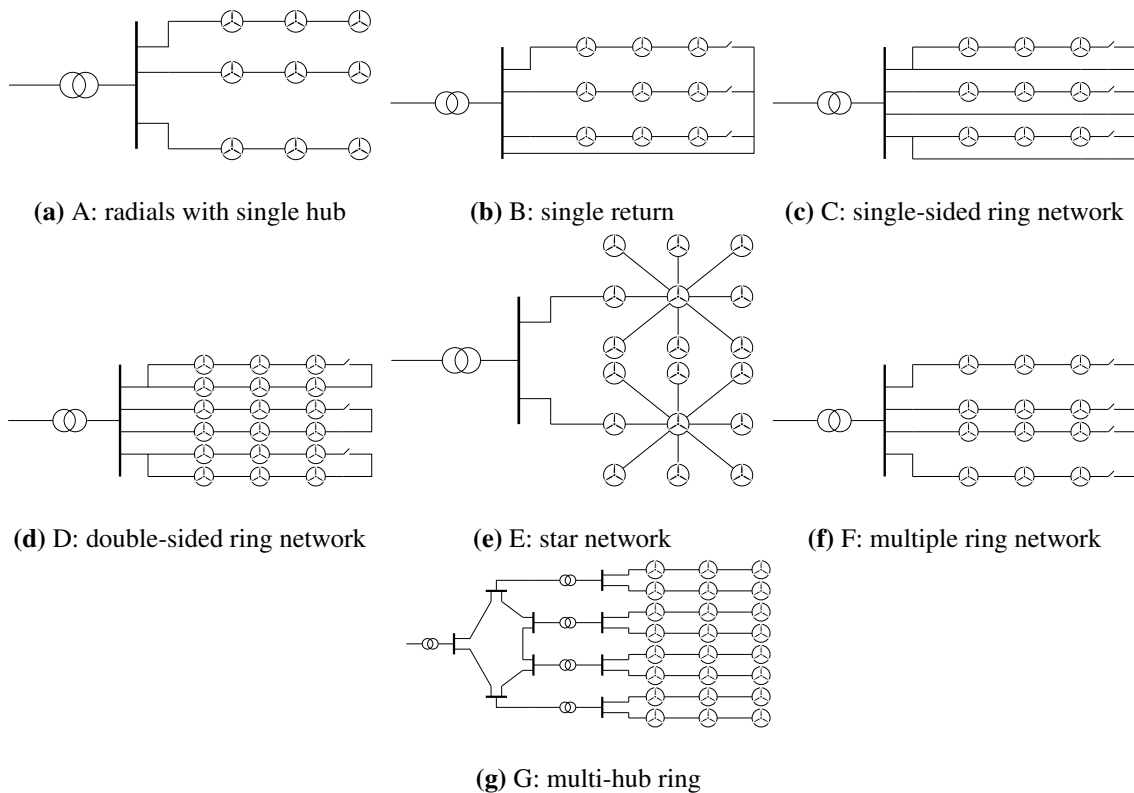 (a) A: radials with single hub
(b) B: single return
(c) C: single-sided ring network
(d) D: double-sided ring network
(e) E: star network
(f) F: multiple ring network
(g) G: multi-hub ring